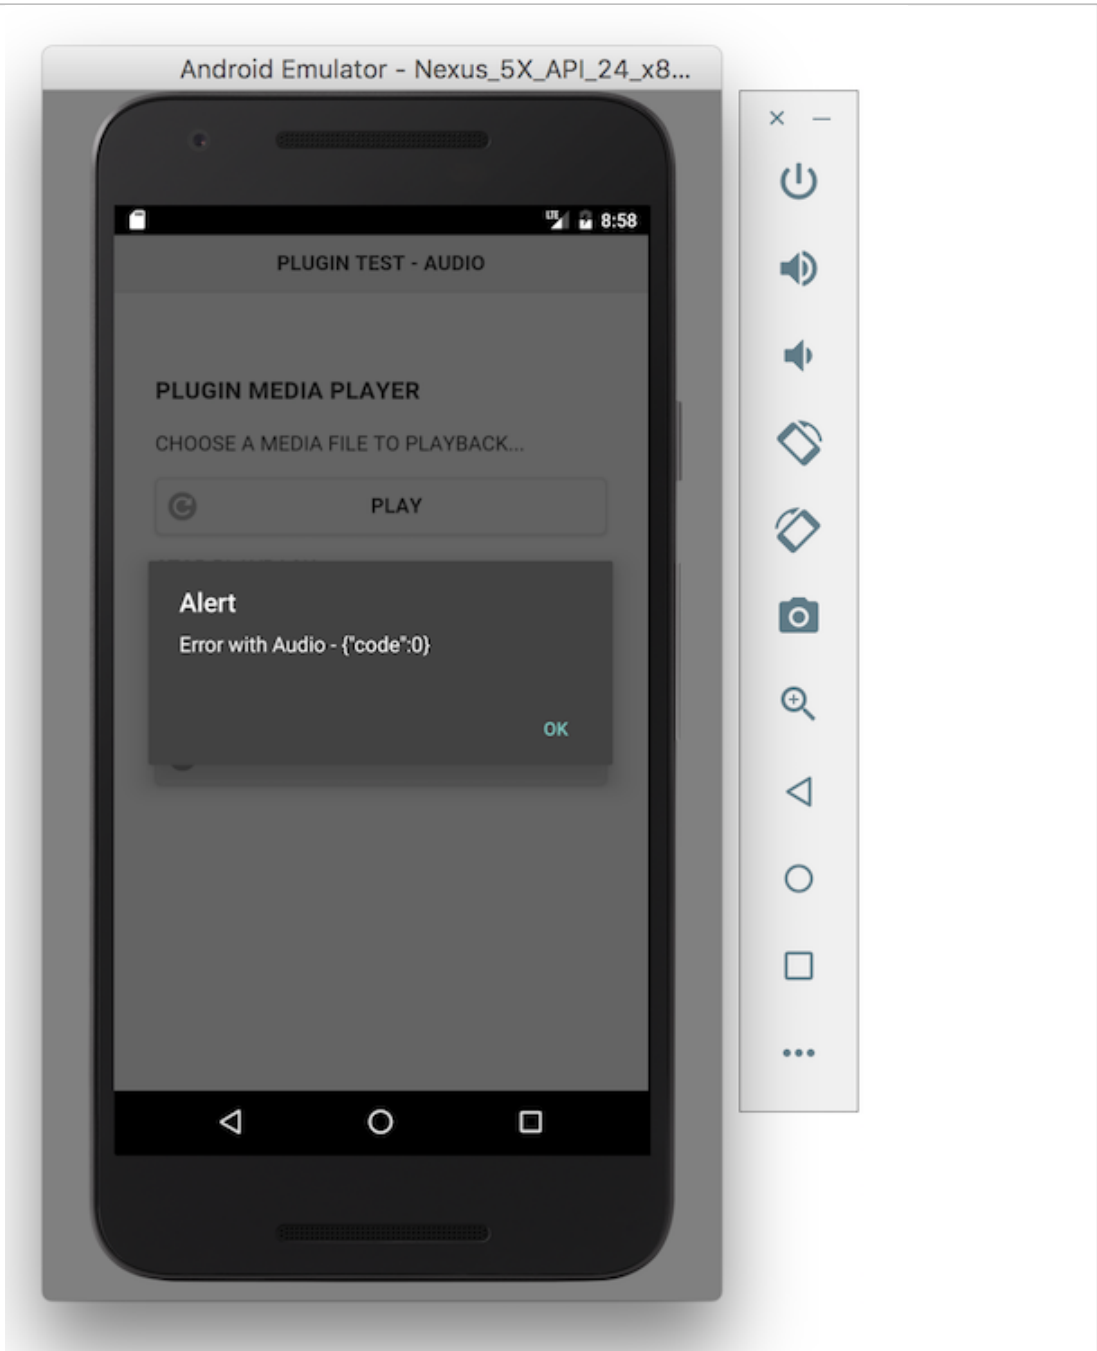 Android Emulator - Nexus_5X_API_24_x8...
LTE 8:58
PLUGIN TEST - AUDIO
PLUGIN MEDIA PLAYER
CHOOSE A MEDIA FILE TO PLAYBACK...
PLAY
Alert
Error with Audio - {"code":0}
OK